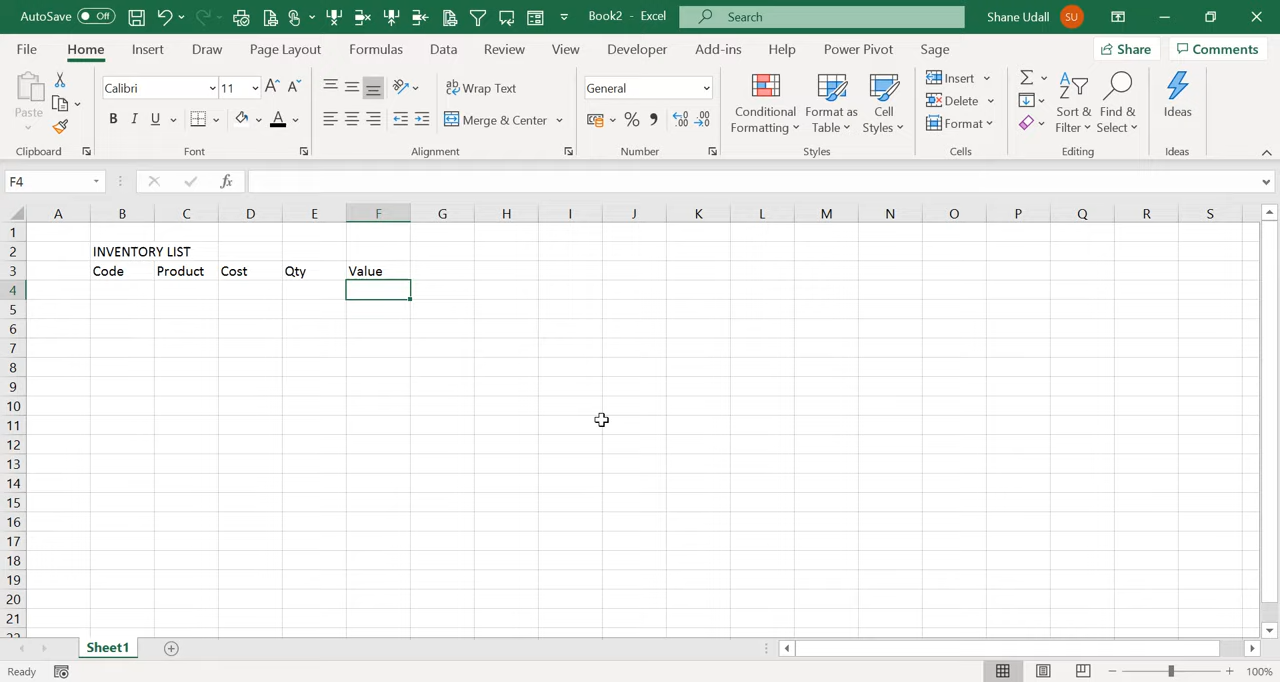 AutoSave Off Book2 - Excel Search Shane Udall SU
File Home Insert Draw Page Layout Formulas Data Review View Developer Add-ins Help Power Pivot Sage Share Comments
Calibri 11 ab Wrap Text General Insert
Paste Conditional Format as Cell Delete Sort & Find & Ideas
B I U A Merge & Center % Formatting Table Styles Format Filter Select
Clipboard Font Alignment Number Styles Cells Editing Ideas
F4 fx
A B C D E F G H I J K L M N O P Q R S
1
2 INVENTORY LIST
3 Code Product Cost Qty Value
4
5
6
7
8
9
10
11
12
13
14
15
16
17
18
19
20
21
Sheet1
Ready 100%